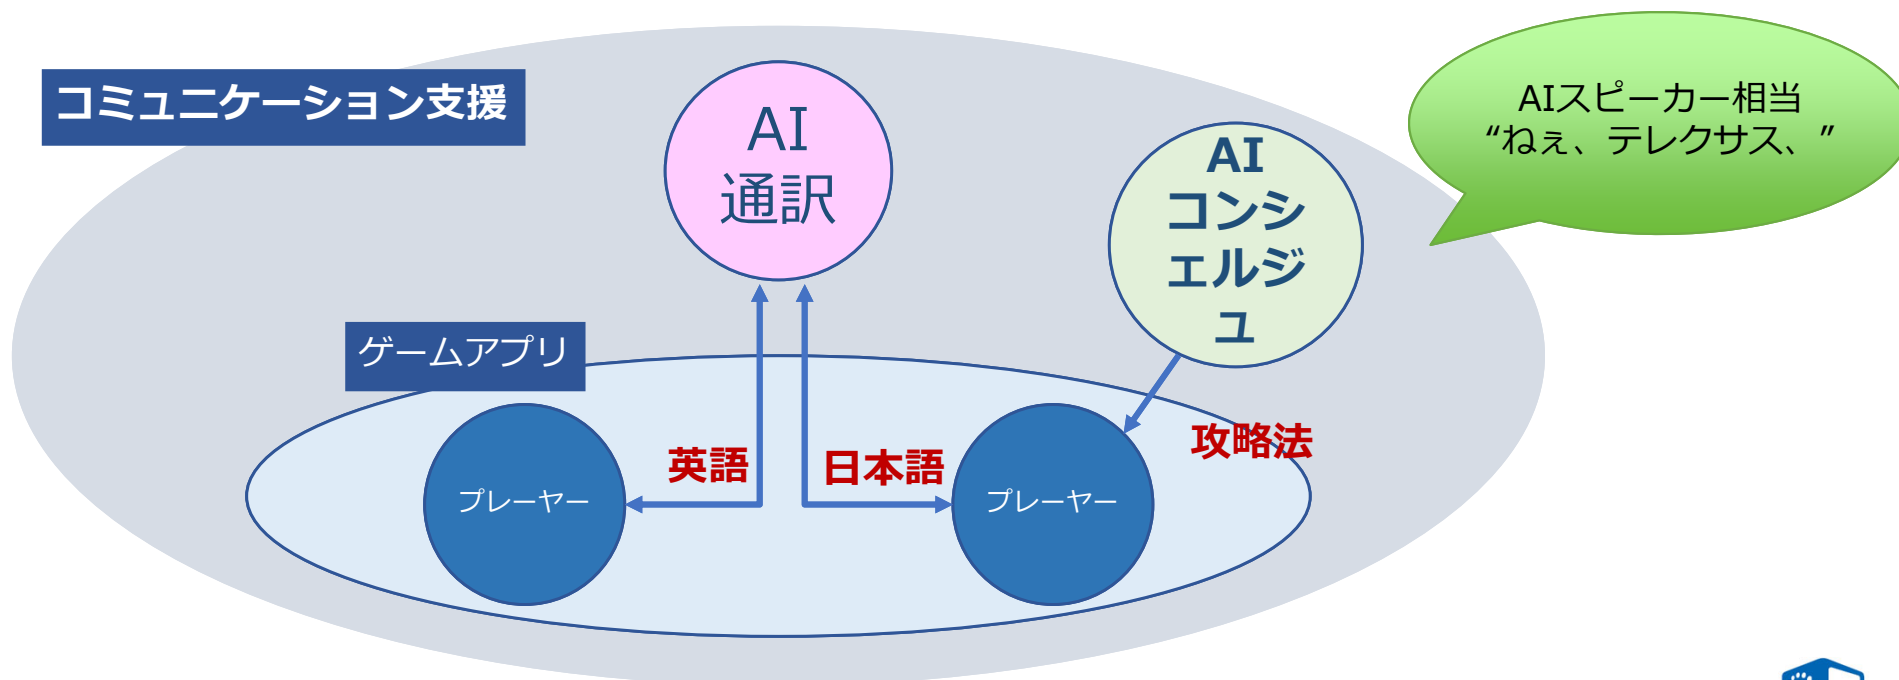 コミュニケーション支援
AI
通訳
AI
コンシ
ェルジ
ュ
AIスピーカー相当
“ねぇ、テレクサス、”
ゲームアプリ
英語
日本語
攻略法
プレーヤー
プレーヤー